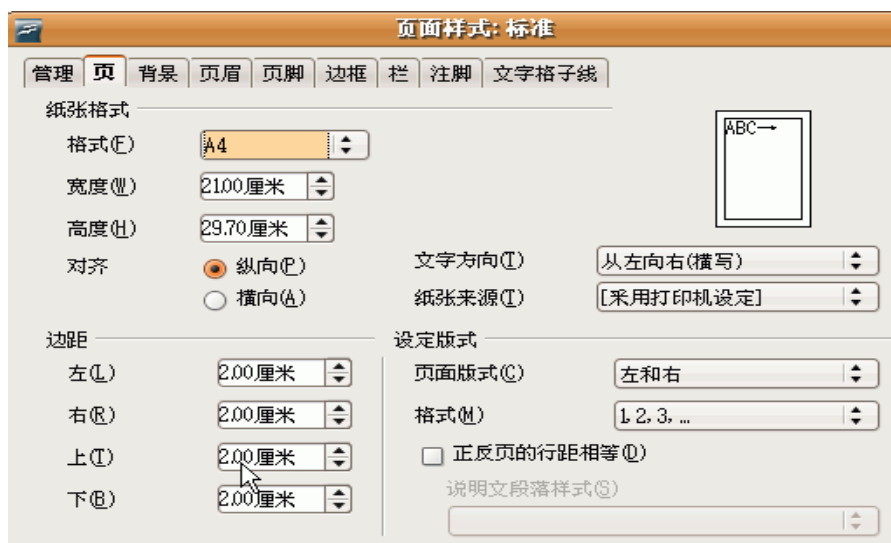 页面样式: 标准
管理 页 背景 页眉 页脚 边框 栏 注脚 文字格子线
纸张格式
格式(F) A4
ABC→
宽度(W) 21.00厘米
高度(H) 29.70厘米
对齐 纵向(P)
横向(A)
文字方向(T) 从左向右(横写)
纸张来源(T) [采用打印机设定]
边距
左(L) 2.00厘米
右(R) 2.00厘米
上(T) 2.00厘米
下(B) 2.00厘米
设定版式
页面版式(C) 左和右
格式(M) 1, 2, 3, ...
正反页的行距相等(D)
说明文段落样式(S)